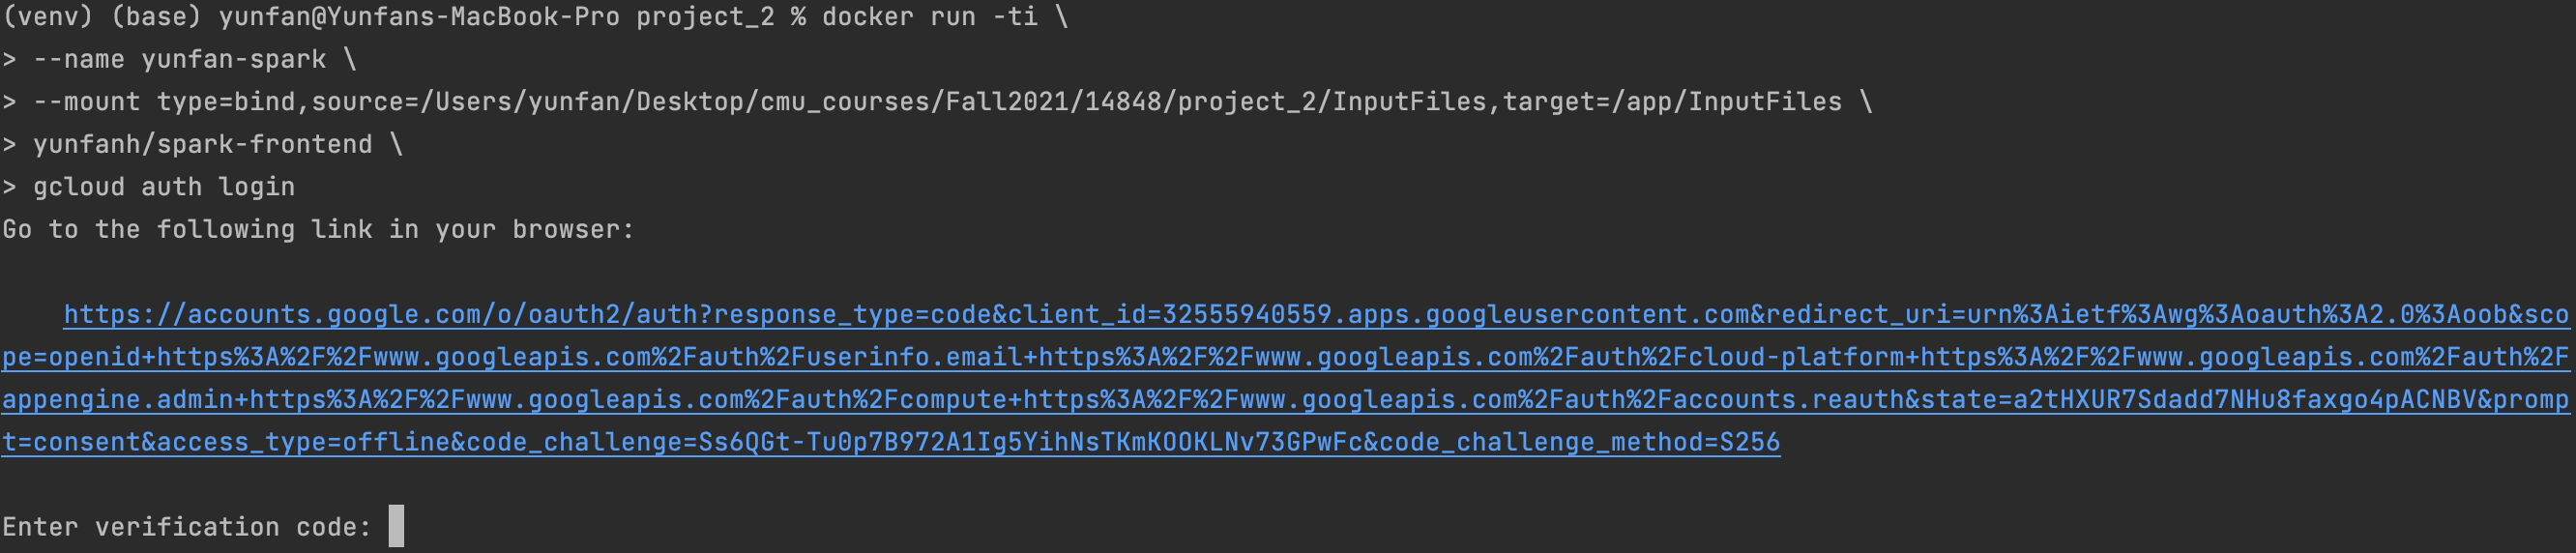 (venv) (base) yunfan@Yunfans-MacBook-Pro project_2 % docker run -ti \
> --name yunfan-spark \
> --mount type=bind,source=/Users/yunfan/Desktop/cmu_courses/Fall2021/14848/project_2/InputFiles,target=/app/InputFiles \
> yunfanh/spark-frontend \
> gcloud auth login
Go to the following link in your browser:
https://accounts.google.com/o/oauth2/auth?response_type=code&client_id=32555940559.apps.googleusercontent.com&redirect_uri=urn%3Aietf%3Awg%3Aoauth%3A2.0%3Aoob&sco
pe=openid+https%3A%2F%2Fwww.googleapis.com%2Fauth%2Fuserinfo.email+https%3A%2F%2Fwww.googleapis.com%2Fauth%2Fcloud-platform+https%3A%2F%2Fwww.googleapis.com%2Fauth%2F
appengine.admin+https%3A%2F%2Fwww.googleapis.com%2Fauth%2Fcompute+https%3A%2F%2Fwww.googleapis.com%2Fauth%2Faccounts.reauth&state=a2tHXUR7Sdadd7NHu8faxgo4pACNBV&promp
t=consent&access_type=offline&code_challenge=Ss6QGt-Tu0p7B972A1Ig5YihNsTKmKOOKLNv73GPwFc&code_challenge_method=S256
Enter verification code: